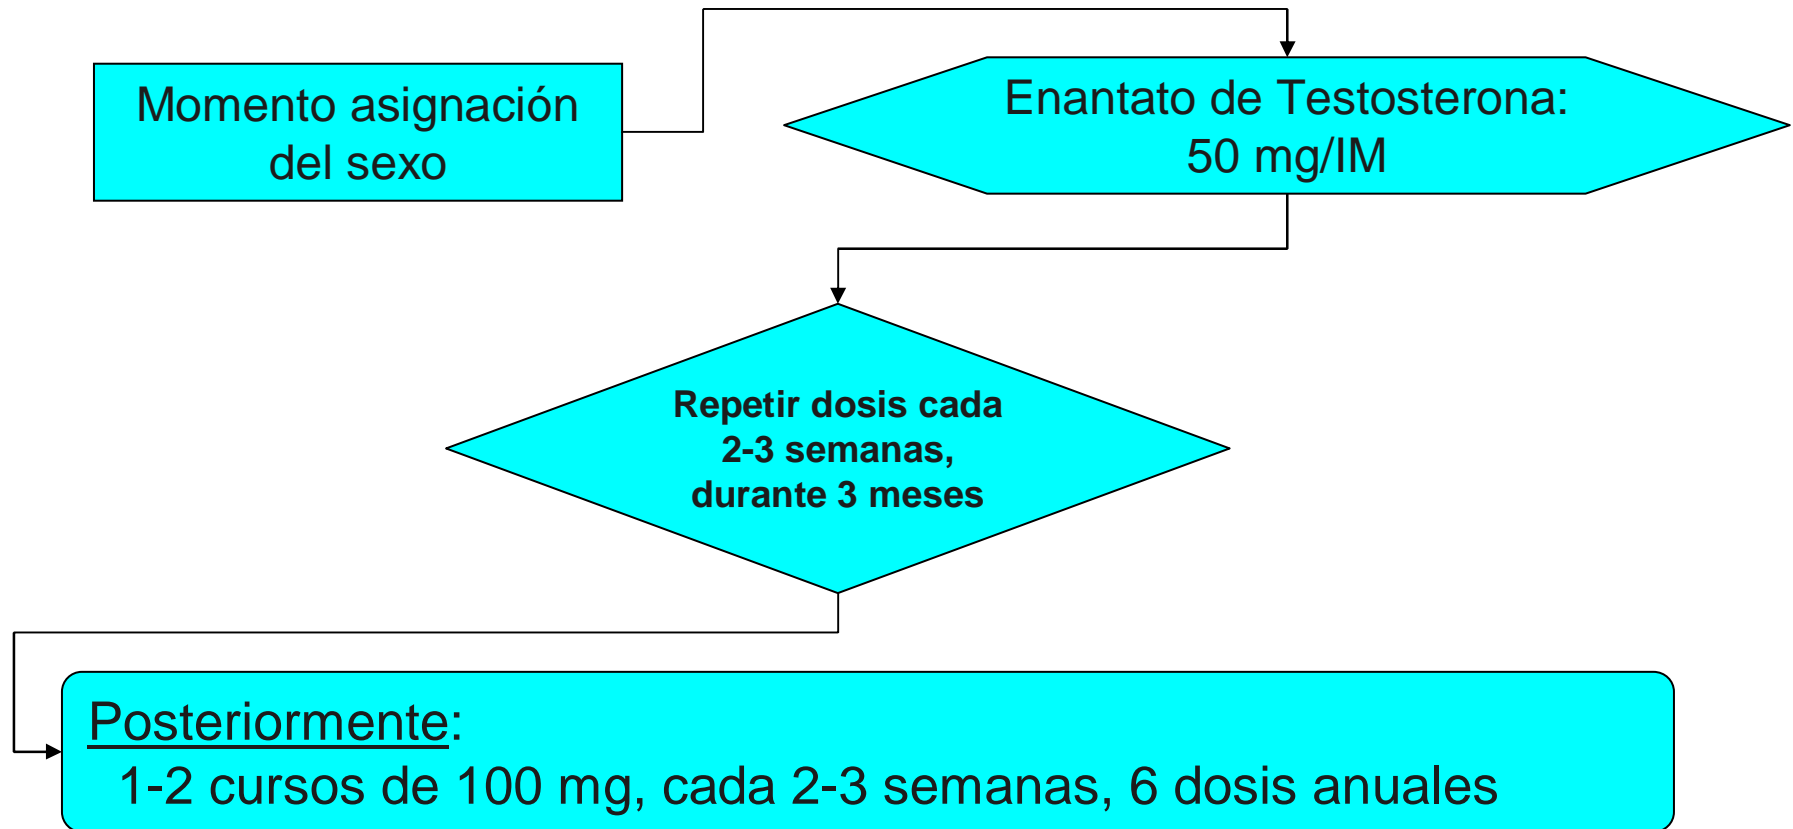 Momento asignación
del sexo
Enantato de Testosterona:
50 mg/IM
Repetir dosis cada
2-3 semanas,
durante 3 meses
Posteriormente:
1-2 cursos de 100 mg, cada 2-3 semanas, 6 dosis anuales